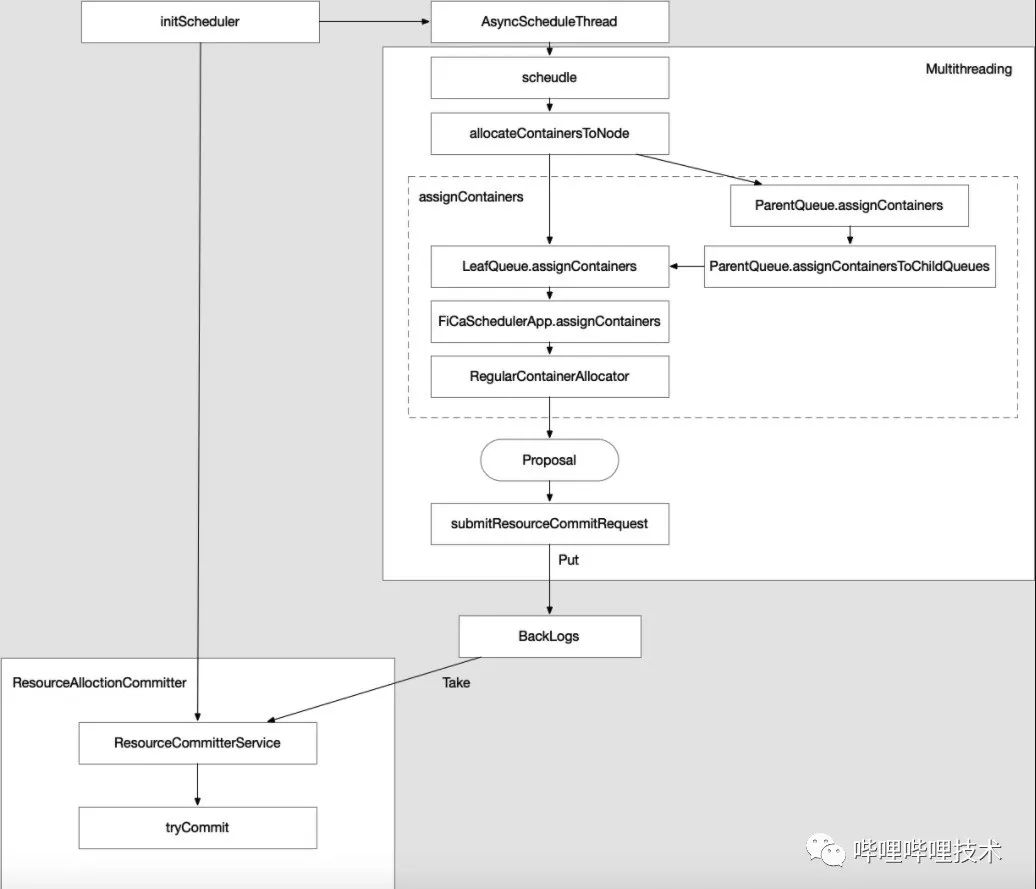 initScheduler
AsyncScheduleThread
Multithreading
scheudle
allocateContainersToNode
assignContainers
ParentQueue.assignContainers
LeafQueue.assignContainers
ParentQueue.assignContainersToChildQueues
FiCaSchedulerApp.assignContainers
RegularContainerAllocator
Proposal
submitResourceCommitRequest
Put
BackLogs
Take
ResourceAlloctionCommitter
ResourceCommitterService
tryCommit
哔哩哔哩技术